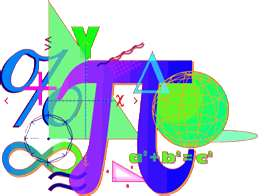 %
Y
+
x
π
∞
a²+b²=c²